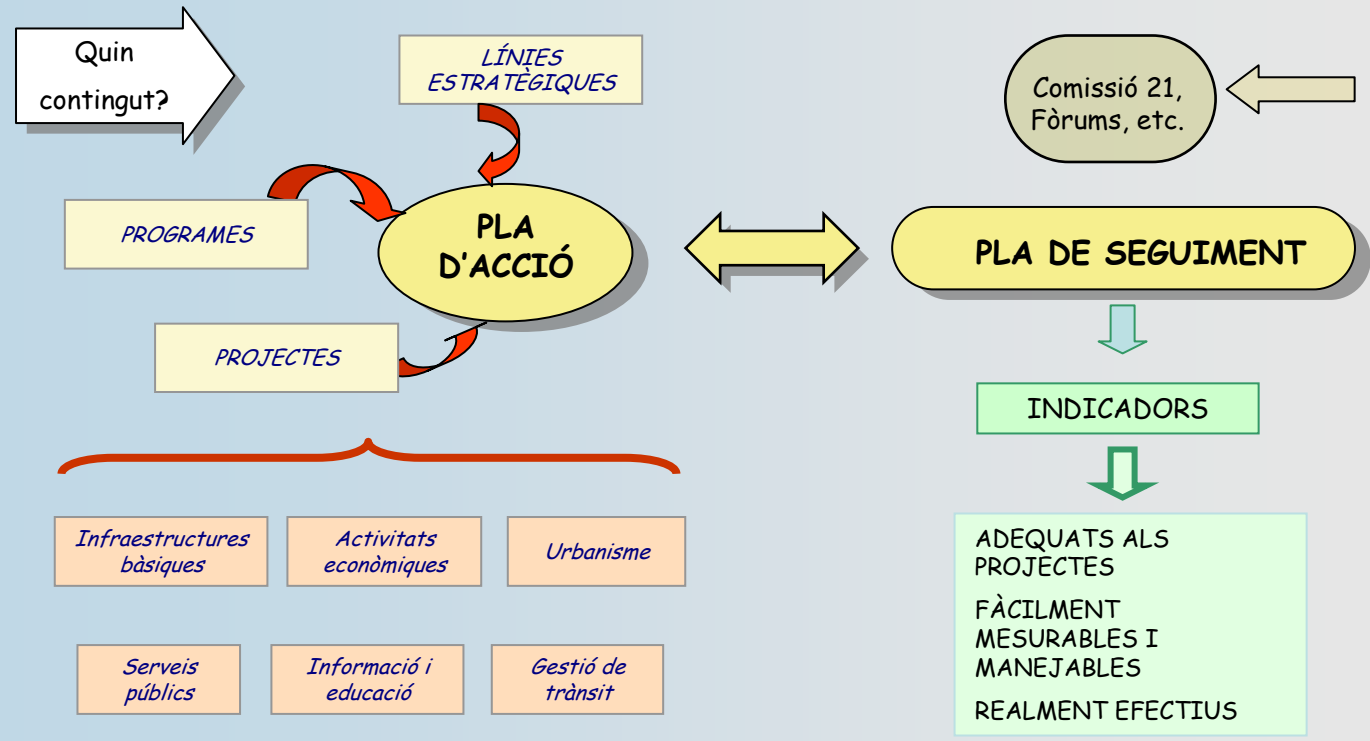 Quin
contingut?
LÍNIES
ESTRATÈGIQUES
PROGRAMES
PROJECTES
PLA
D'ACCIÓ
Infraestructures
bàsiques
Activitats
econòmiques
Urbanisme
Serveis
públics
Informació i
educació
Gestió de
trànsit
Comissió 21,
Fòrums, etc.
PLA DE SEGUIMENT
INDICADORS
ADEQUATS ALS
PROJECTES
FÀCILMENT
MESURABLES I
MANEJABLES
REALMENT EFECTIUS